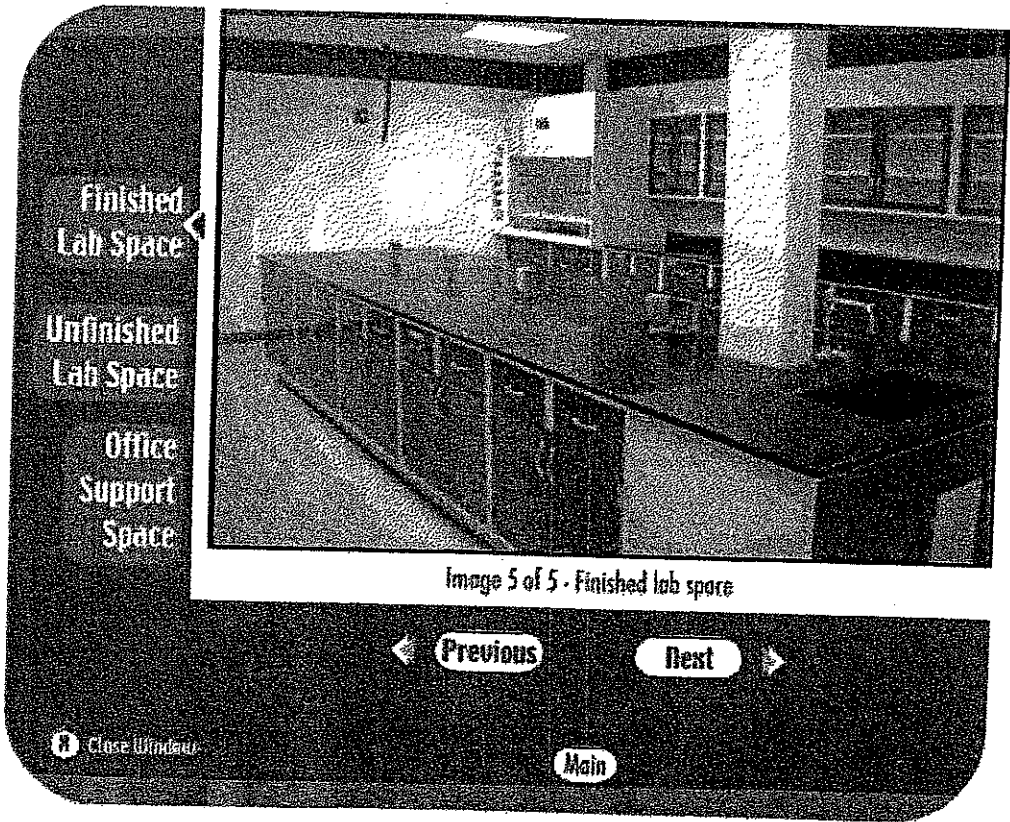 Finished
Lab Space
Unfinished
Lab Space
Office
Support
Space
Image 5 of 5 - Finished lab space
Previous
Next
X Close Window
Main